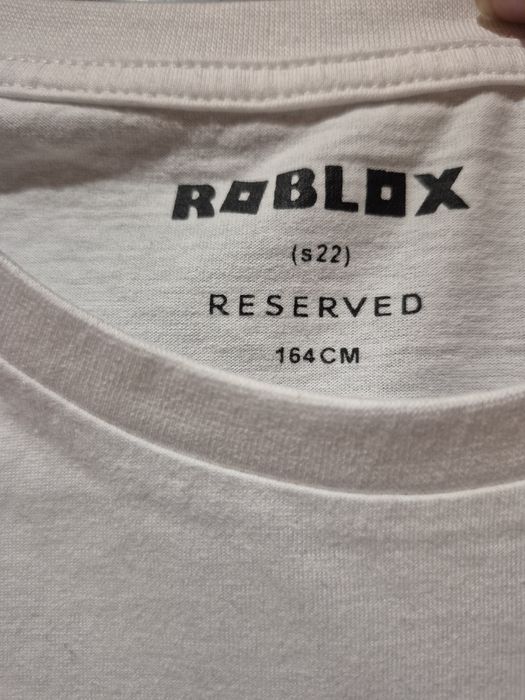 ROBLOX
(s22)
RESERVED
164CM